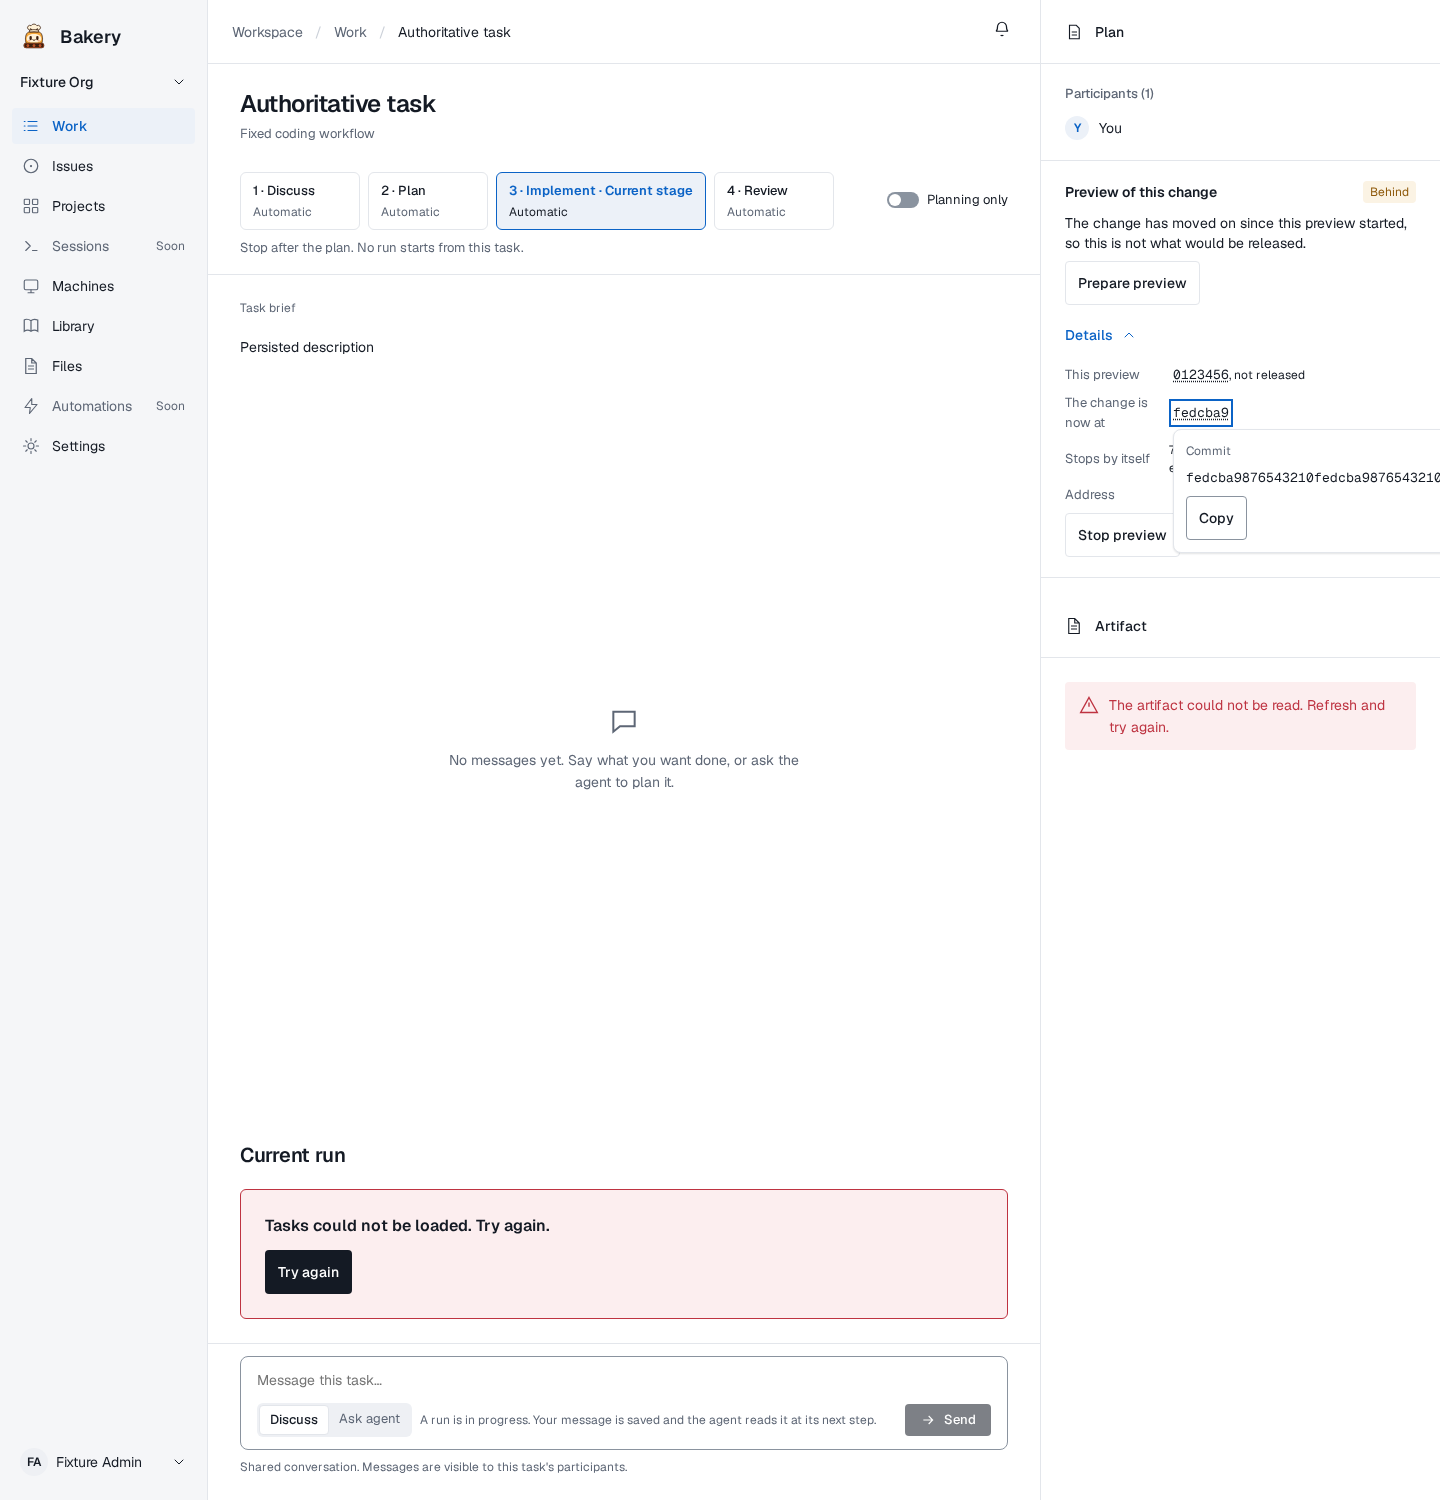 Bakery
Fixture Org
Work
Issues
Projects
Sessions Soon
Machines
Library
Files
Automations Soon
Settings
FA Fixture Admin
Workspace / Work / Authoritative task
Authoritative task
Fixed coding workflow
1 · Discuss
Automatic
2 · Plan
Automatic
3 · Implement · Current stage
Automatic
4 · Review
Automatic
Planning only
Stop after the plan. No run starts from this task.
Task brief
Persisted description
No messages yet. Say what you want done, or ask the
agent to plan it.
Current run
Tasks could not be loaded. Try again.
Try again
Message this task...
Discuss Ask agent A run is in progress. Your message is saved and the agent reads it at its next step. Send
Shared conversation. Messages are visible to this task's participants.
Plan
Participants (1)
Y You
Preview of this change Behind
The change has moved on since this preview started,
so this is not what would be released.
Prepare preview
Details
This preview 0123456, not released
The change is
now at fedcba9
Stops by itself
Address
Stop preview
Commit
fedcba9876543210fedcba9876543210
Copy
Artifact
The artifact could not be read. Refresh and
try again.